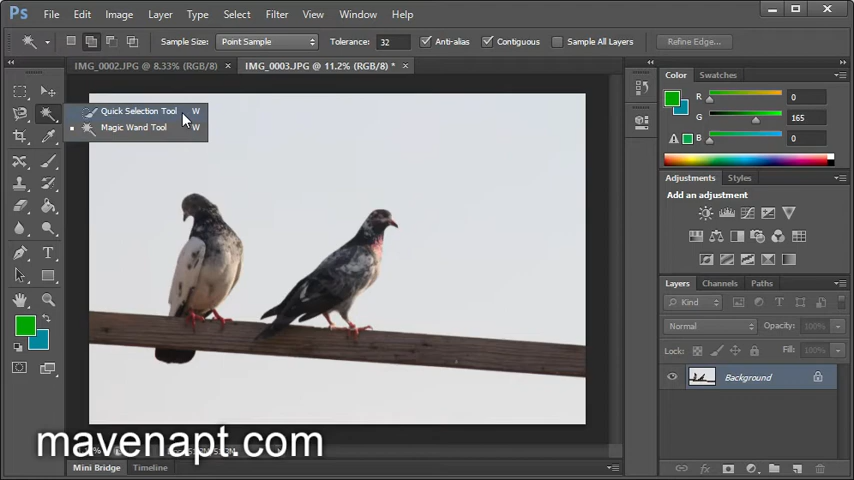 Ps File Edit Image Layer Type Select Filter View Window Help
Sample Size: Point Sample Tolerance: 32 Anti-alias Contiguous Sample All Layers Refine Edge...
IMG_0002.JPG @ 8.33% (RGB/8) × IMG_0003.JPG @ 11.2% (RGB/8) * ×
Color Swatches
R 0
G 165
B 0
Quick Selection Tool W
Magic Wand Tool W
Adjustments Styles
Add an adjustment
Layers Channels Paths
Kind
Normal Opacity: 100%
Lock: Fill: 100%
Background
mavenapt.com
Mini Bridge Timeline